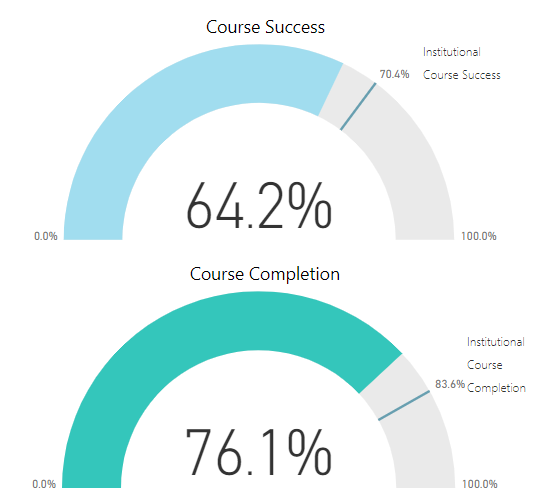 Course Success
Institutional
70.4%
Course Success
64.2%
0.0%
100.0%
Course Completion
Institutional
Course
83.6%
Completion
76.1%
0.0%
100.0%